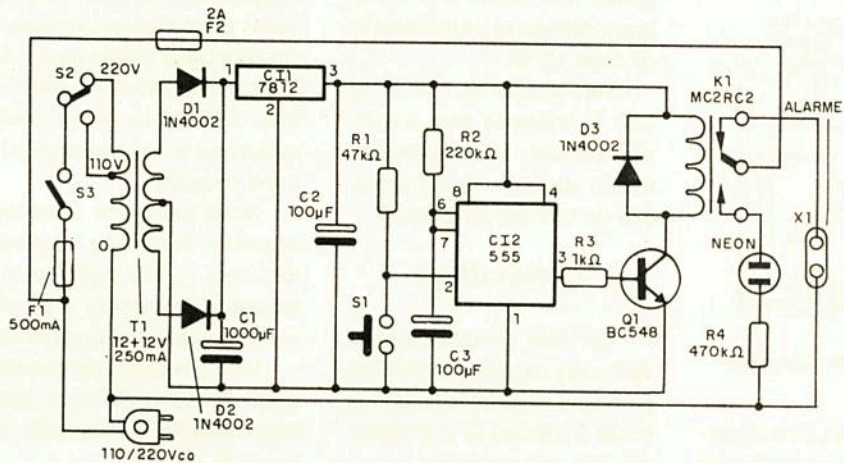 2A
F2
S2
220V
110V
S3
0
F1
500mA
T1
12+12V
250mA
110/220Vca
D1
1N4002
D2
1N4002
C1
1000µF
1
CI1
7812
3
2
C2
100µF
R1
47kΩ
R2
220kΩ
S1
8
4
6
7
2
CI2
555
3
1
C3
100µF
R3
1kΩ
D3
1N4002
Q1
BC548
K1
MC2RC2
ALARME
NEON
X1
R4
470kΩ